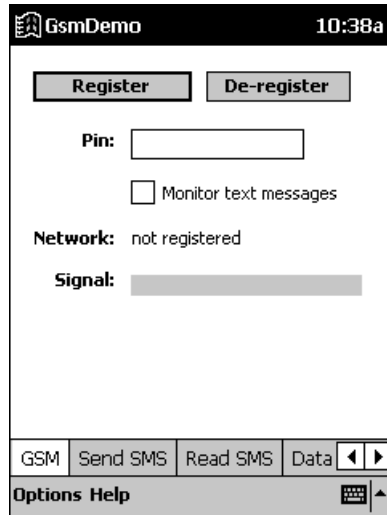 GsmDemo 10:38a
Register De-register
Pin:
Monitor text messages
Network: not registered
Signal:
GSM Send SMS Read SMS Data
Options Help